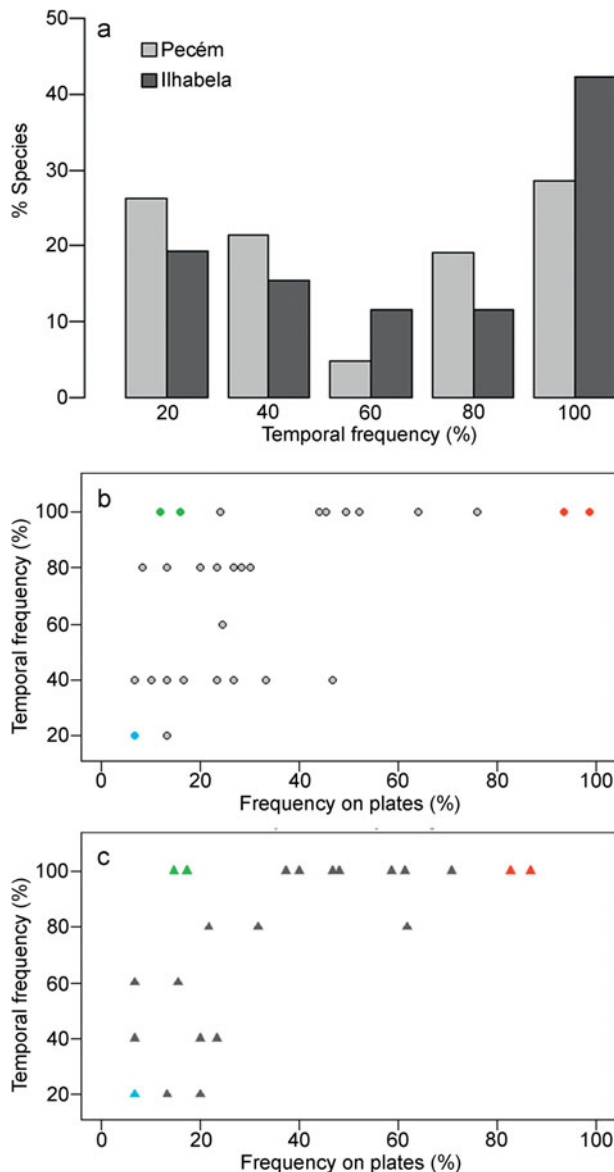 a
50
40
30
20
10
0
% Species
Pecém
Ilhabela
20 40 60 80 100
Temporal frequency (%)
b
100
80
60
40
20
Temporal frequency (%)
0 20 40 60 80 100
Frequency on plates (%)
c
100
80
60
40
20
Temporal frequency (%)
0 20 40 60 80 100
Frequency on plates (%)